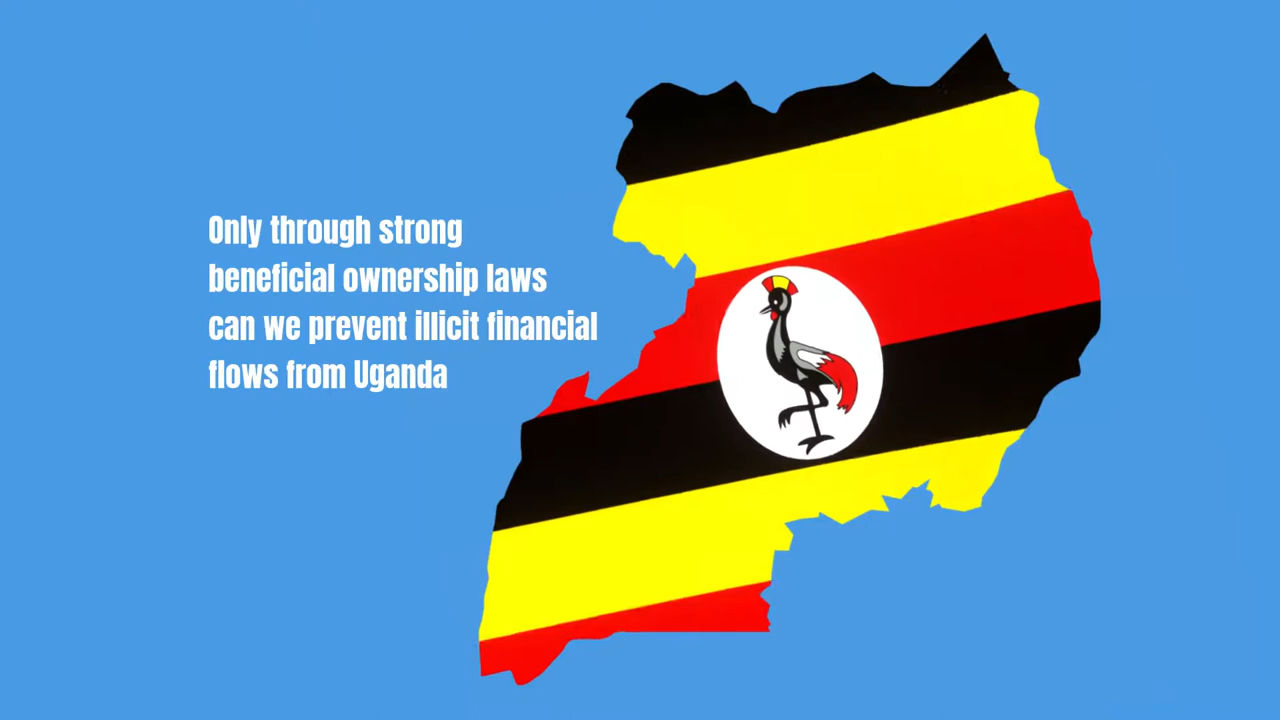 Only through strong
beneficial ownership laws
can we prevent illicit financial
flows from Uganda